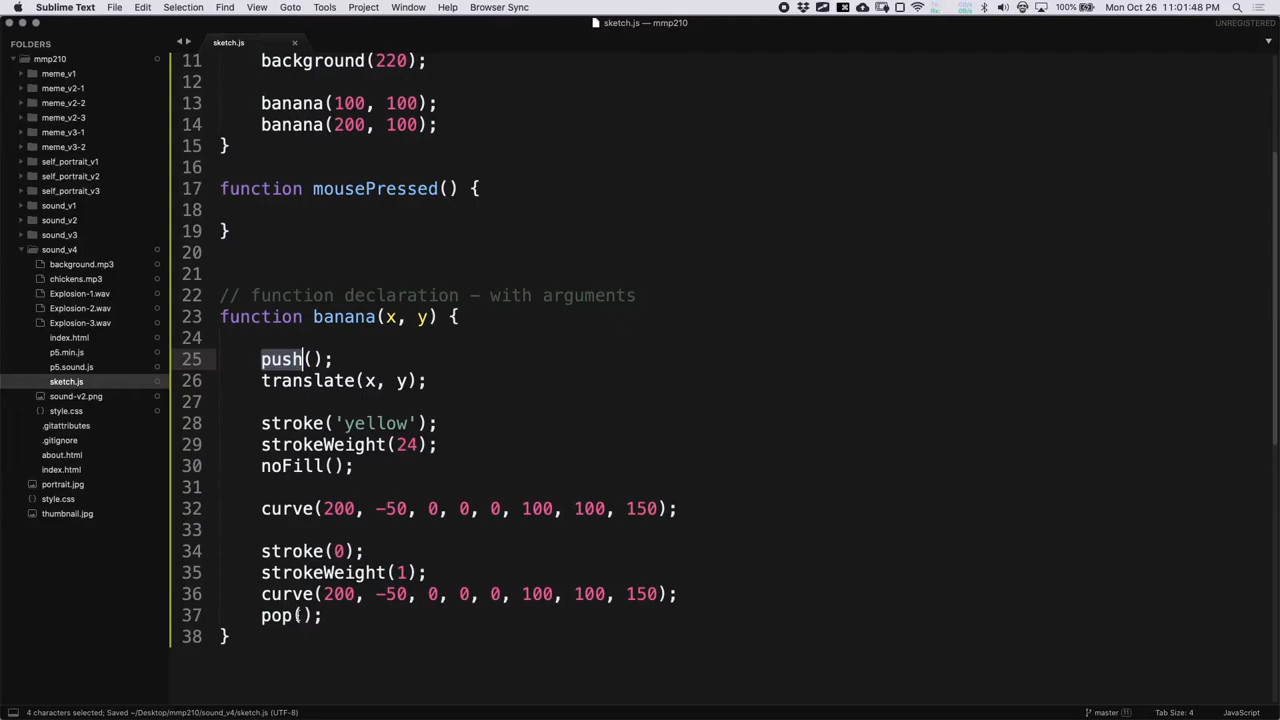 Sublime Text File Edit Selection Find View Goto Tools Project Window Help Browser Sync 100% Mon Oct 26 1:01:48 PM
sketch.js — mmp210
UNREGISTERED
FOLDERS
mmp210
meme_v1
meme_v2-1
meme_v2-2
meme_v2-3
meme_v3-1
meme_v3-2
self_portrait_v1
self_portrait_v2
self_portrait_v3
sound_v1
sound_v2
sound_v3
sound_v4
background.mp3
chickens.mp3
Explosion-1.wav
Explosion-2.wav
Explosion-3.wav
index.html
p5.min.js
p5.sound.js
sketch.js
sound-v2.png
style.css
.gitattributes
.gitignore
about.html
index.html
portrait.jpg
style.css
thumbnail.jpg
sketch.js
11 background(220);
12
13 banana(100, 100);
14 banana(200, 100);
15 }
16
17 function mousePressed() {
18
19 }
20
21
22 // function declaration - with arguments
23 function banana(x, y) {
24
25 push();
26 translate(x, y);
27
28 stroke('yellow');
29 strokeWeight(24);
30 noFill();
31
32 curve(200, -50, 0, 0, 0, 100, 100, 150);
33
34 stroke(0);
35 strokeWeight(1);
36 curve(200, -50, 0, 0, 0, 100, 100, 150);
37 pop();
38 }
4 characters selected; Saved ~/Desktop/mmp210/sound_v4/sketch.js (UTF-8)
master 11 Tab Size: 4 JavaScript